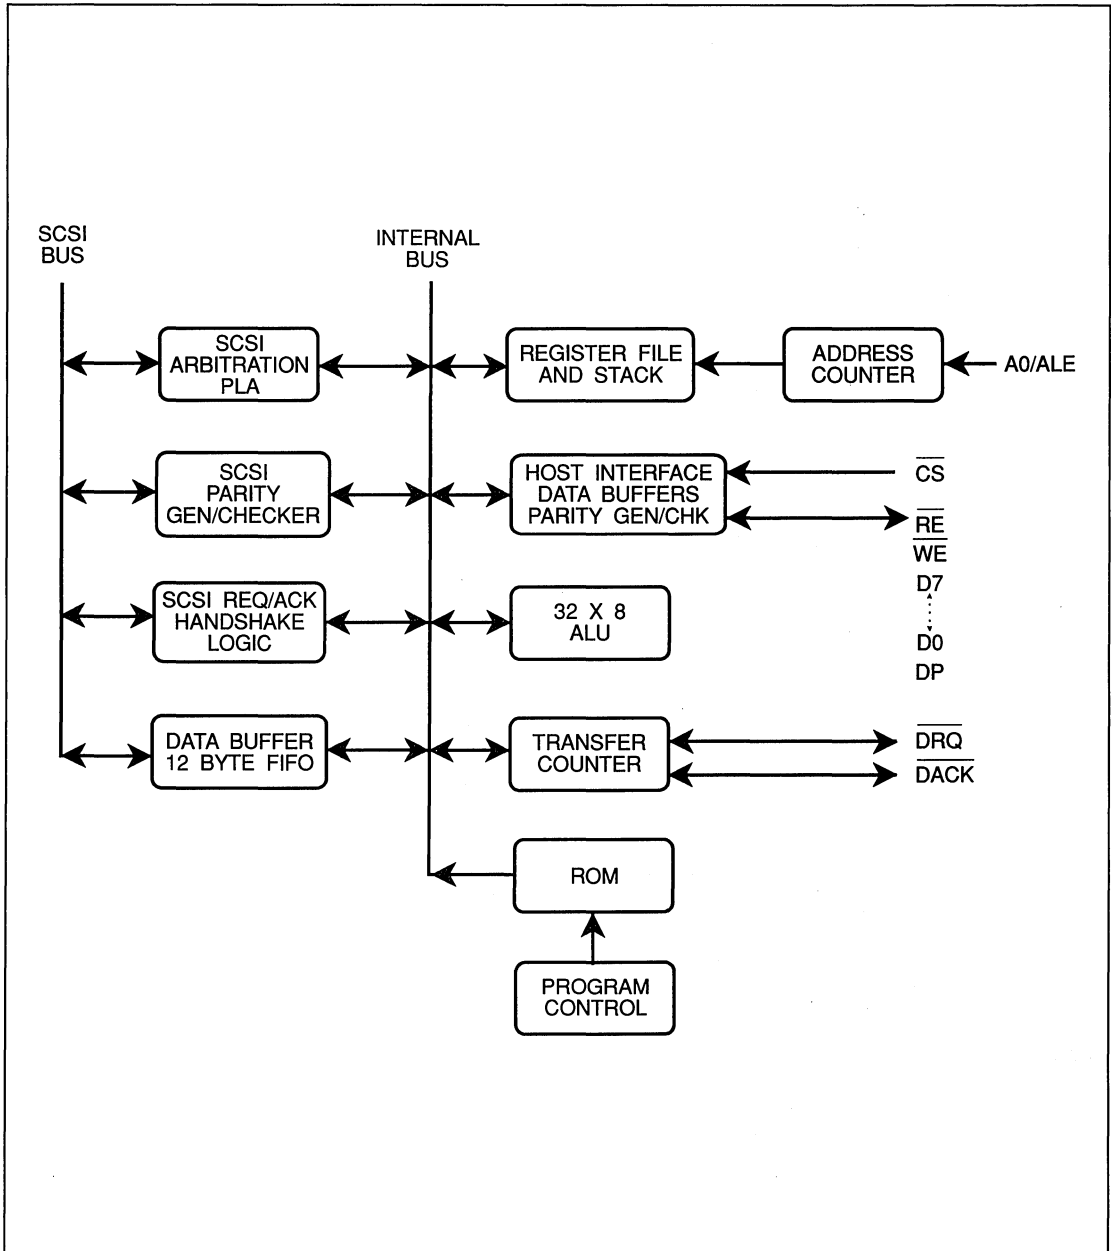 SCSI
BUS
INTERNAL
BUS
SCSI
ARBITRATION
PLA
REGISTER FILE
AND STACK
ADDRESS
COUNTER
A0/ALE
SCSI
PARITY
GEN/CHECKER
HOST INTERFACE
DATA BUFFERS
PARITY GEN/CHK
CS
RE
WE
D7
D0
DP
SCSI REQ/ACK
HANDSHAKE
LOGIC
32 X 8
ALU
DATA BUFFER
12 BYTE FIFO
TRANSFER
COUNTER
DRQ
DACK
ROM
PROGRAM
CONTROL